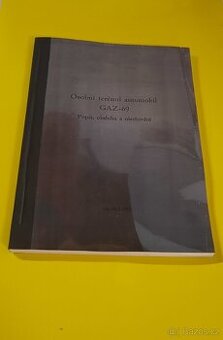 Osobní terénní automobil
GAZ-69
Popis, obsluha a ošetřování